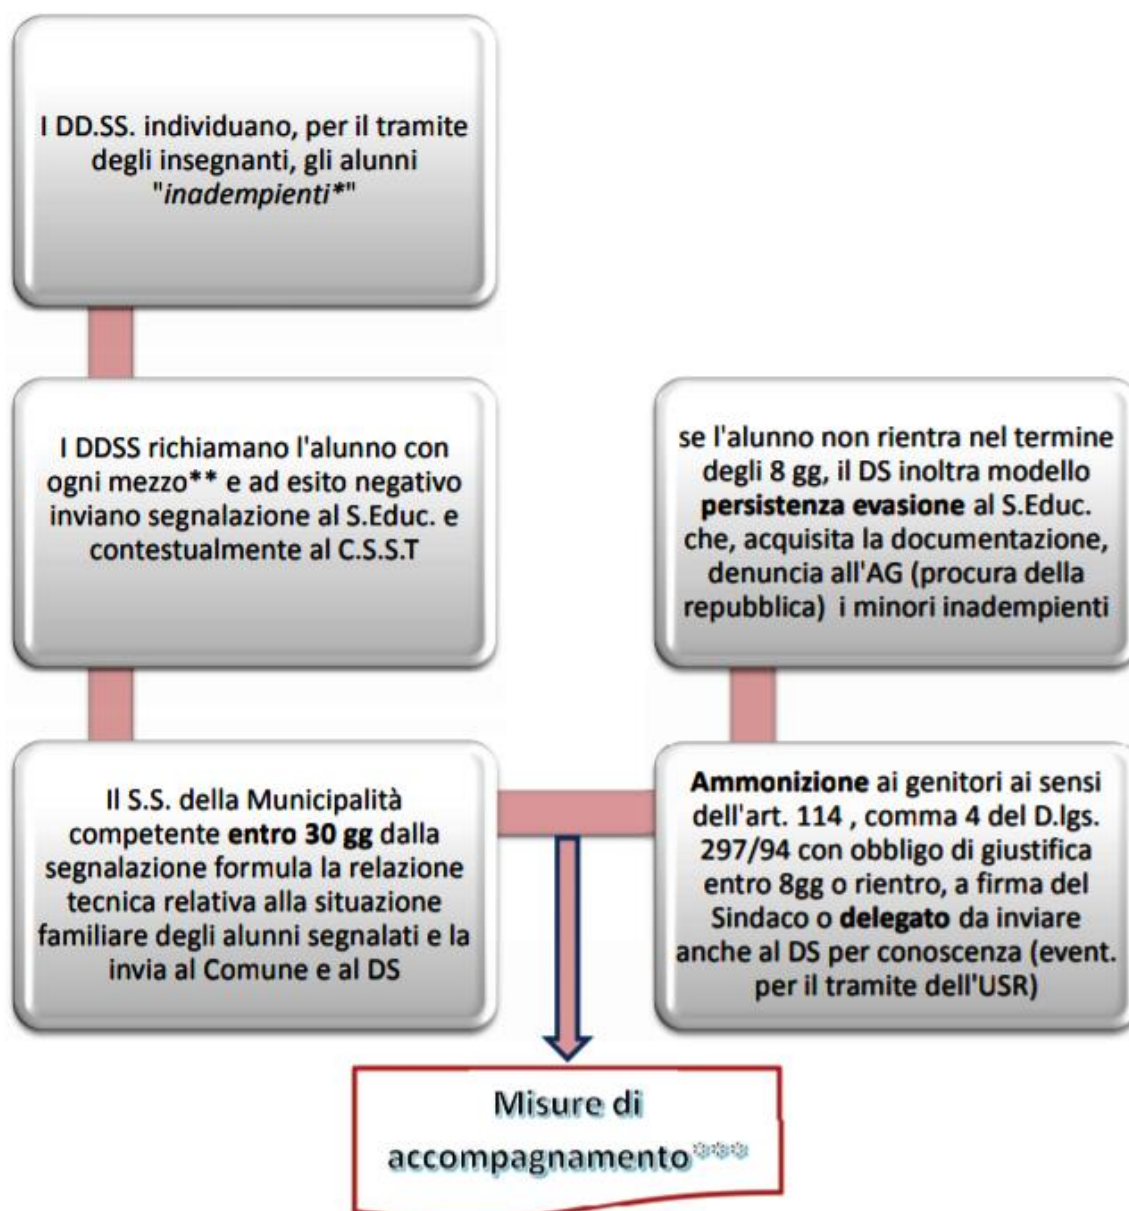 I DD.SS. individuano, per il tramite
degli insegnanti, gli alunni
"inadempienti*"
I DDSS richiamano l'alunno con
ogni mezzo** e ad esito negativo
inviano segnalazione al S.Educ. e
contestualmente al C.S.S.T
Il S.S. della Municipalità
competente entro 30 gg dalla
segnalazione formula la relazione
tecnica relativa alla situazione
familiare degli alunni segnalati e la
invia al Comune e al DS
Ammonizione ai genitori ai sensi
dell'art. 114 , comma 4 del D.lgs.
297/94 con obbligo di giustifica
entro 8gg o rientro, a firma del
Sindaco o delegato da inviare
anche al DS per conoscenza (event.
per il tramite dell'USR)
se l'alunno non rientra nel termine
degli 8 gg, il DS inoltra modello
persistenza evasione al S.Educ.
che, acquisita la documentazione,
denuncia all'AG (procura della
repubblica) i minori inadempienti
Misure di
accompagnamento***